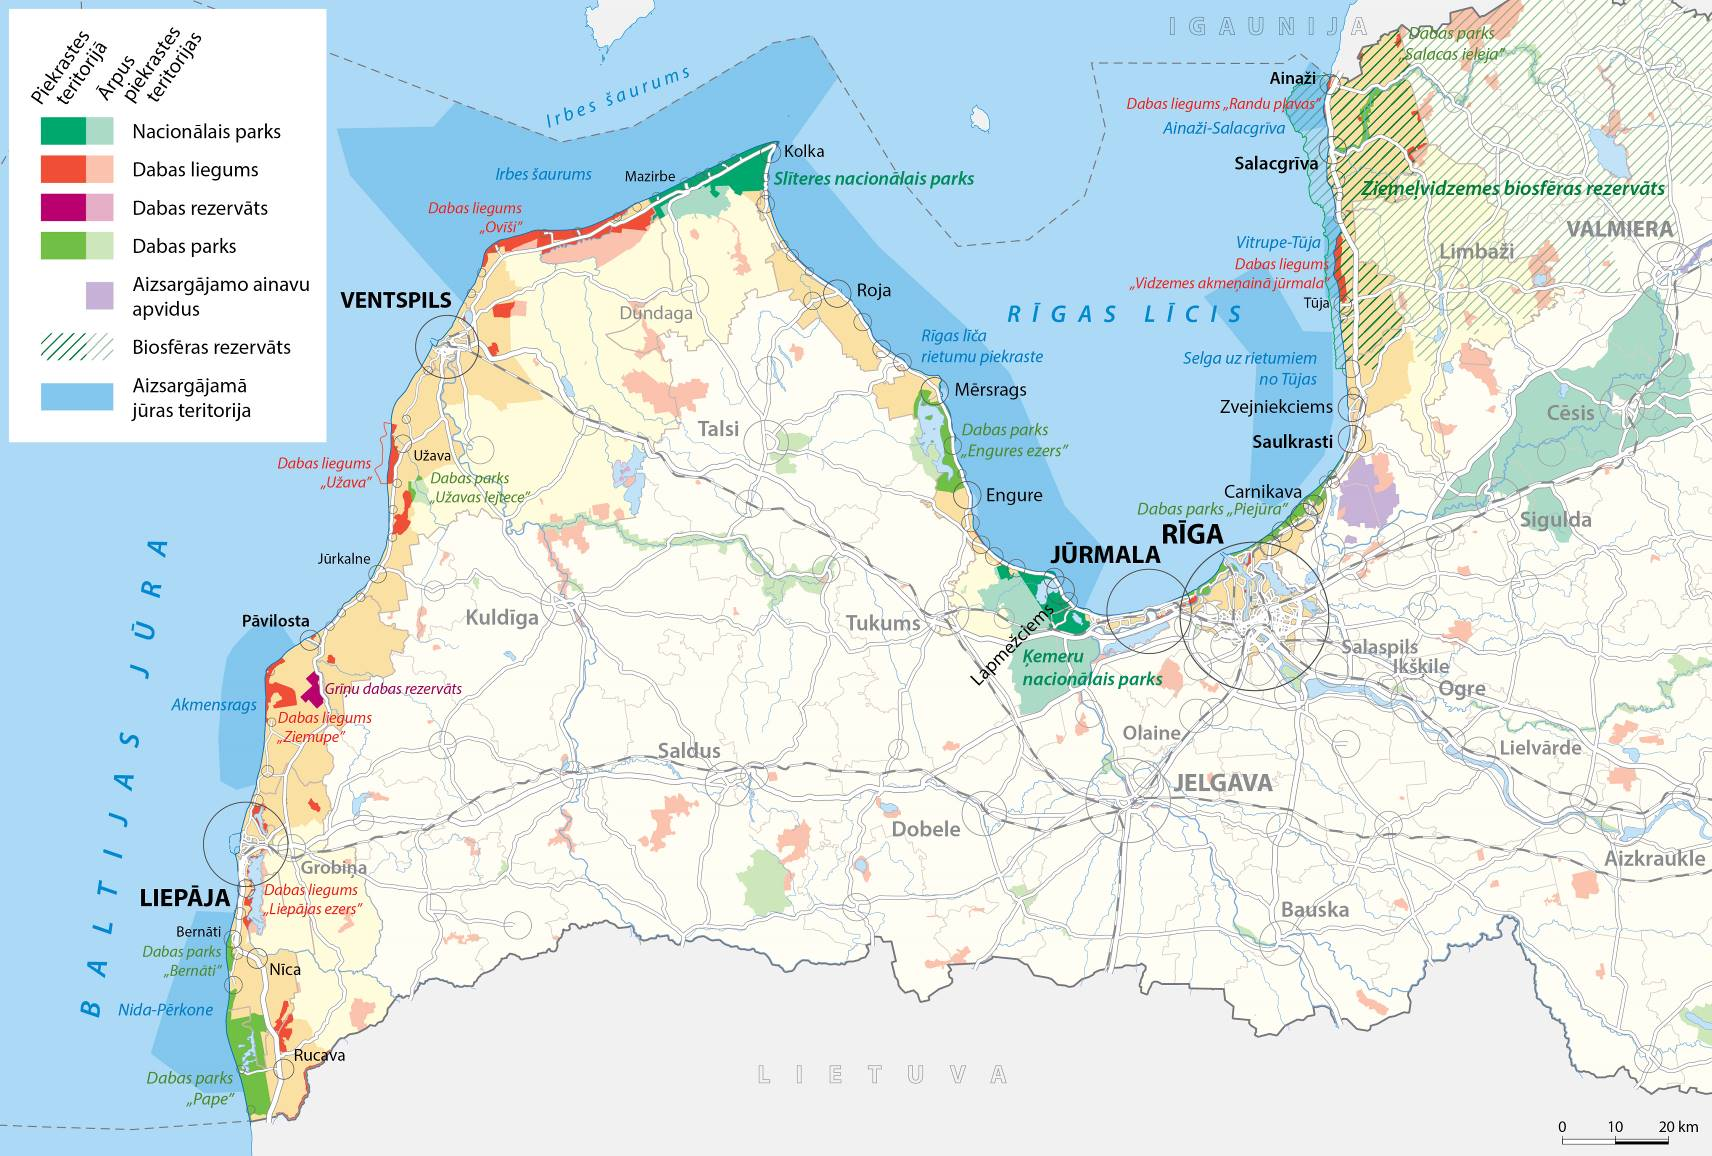 Piekrastes
teritorijā
Ārpus
piekrastes
teritorijas
Nacionālais parks
Dabas liegums
Dabas rezervāts
Dabas parks
Aizsargājamo ainavu
apvidus
Biosfēras rezervāts
Aizsargājamā
jūras teritorija
IGAUNIJA
Dabas parks
„Salacas ieleja”
Ainaži
Dabas liegums „Randu pļavas”
Ainaži-Salacgrīva
Salacgrīva
Ziemeļvidzemes biosfēras rezervāts
VALMIERA
Limbaži
Vitrupe-Tūja
Dabas liegums
„Vidzemes akmeņainā jūrmala
Tūja
Irbes šaurums
Irbes šaurums
Mazirbe
Kolka
Slīteres nacionālais parks
Dabas liegums
„Ovīši”
VENTSPILS
Dundaga
Roja
RĪGAS LĪCIS
Rīgas līča
rietumu piekraste
Selga uz rietumiem
no Tūjas
Mērsrags
Zvejniekciems
Cēsis
Talsi
Dabas parks
„Engures ezers”
Saulkrasti
Užava
Dabas liegums
„Užava”
Dabas parks
„Užavas lejtece”
Engure
Carnikava
Dabas parks „Piejūra”
Sigulda
RĪGA
JŪRMALA
Jūrkalne
BALTIJAS JŪRA
Pāvilosta
Kuldīga
Tukums
Lapmežciems
Ķemeru
nacionālais parks
Salaspils
Ikšķile
Ogre
Grīņu dabas rezervāts
Akmensrags
Dabas liegums
„Ziemupe”
Olaine
Lielvārde
Saldus
JELGAVA
Dobele
Aizkraukle
Grobiņa
LIEPĀJA
Dabas liegums
„Liepājas ezers”
Bauska
Bernāti
Dabas parks
„Bernāti”
Nīca
Nida-Pērkone
Rucava
Dabas parks
„Pape”
LIETUVA
0 10 20 km